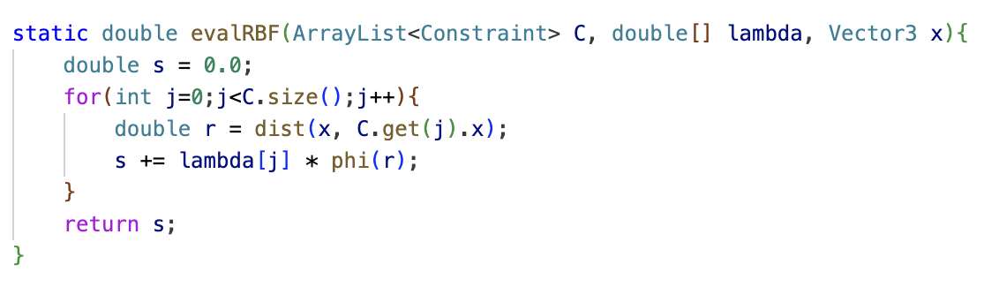 static double evalRBF(ArrayList<Constraint> C, double[] lambda, Vector3 x){
    double s = 0.0;
    for(int j=0;j<C.size();j++){
        double r = dist(x, C.get(j).x);
        s += lambda[j] * phi(r);
    }
    return s;
}